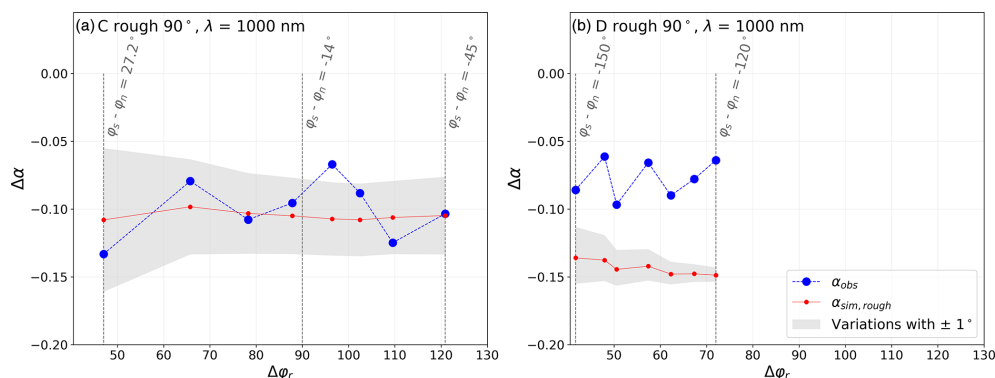 (a) C rough 90°, λ = 1000 nm
φs - φn = 27.2°
φs - φn = -14°
φs - φn = -45°
0.00
−0.05
−0.10
−0.15
−0.20
Δα
50 60 70 80 90 100 110 120 130
Δφr
(b) D rough 90°, λ = 1000 nm
φs - φn = -150°
φs - φn = -120°
0.00
−0.05
−0.10
−0.15
−0.20
Δα
50 60 70 80 90 100 110 120 130
Δφr
αobs
αsim, rough
Variations with ± 1°